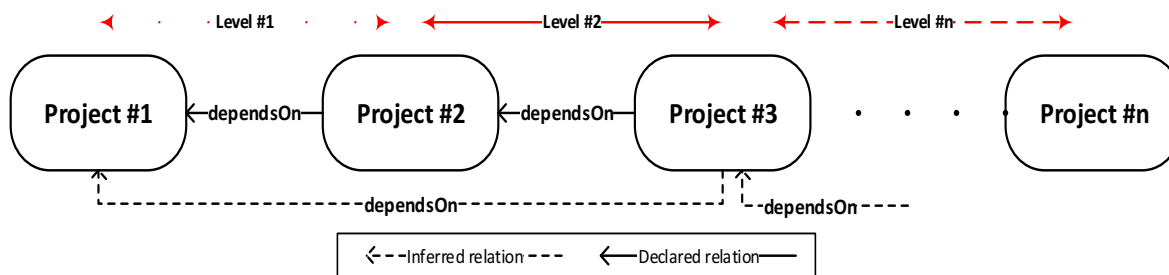 Level #1
Level #2
Level #n
Project #1
dependsOn
Project #2
dependsOn
Project #3
Project #n
dependsOn
dependsOn
Inferred relation
Declared relation